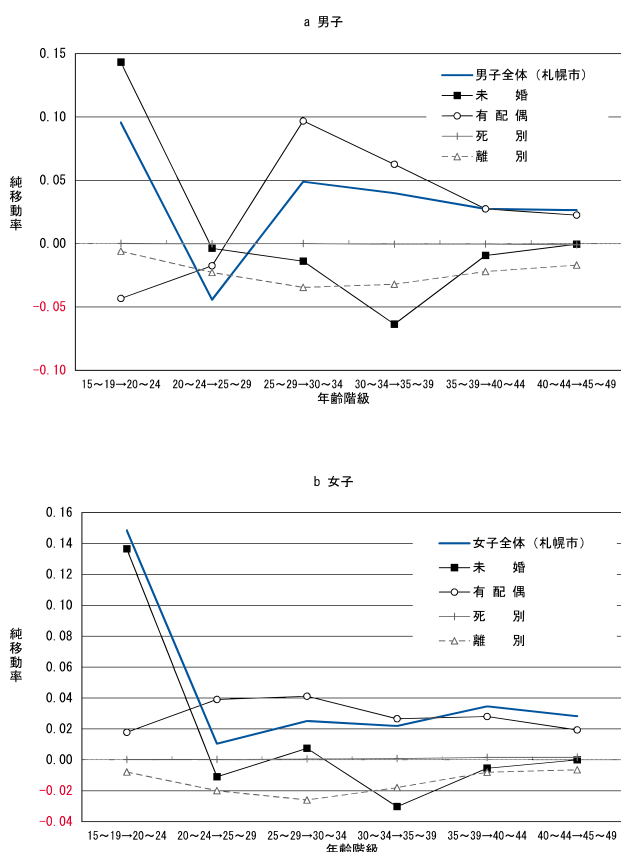 a 男子
0.15
0.10
0.05
0.00
-0.05
-0.10
純移動率
男子全体（札幌市）
未　　婚
有 配 偶
死　　別
離　　別
15～19→20～24 20～24→25～29 25～29→30～34 30～34→35～39 35～39→40～44 40～44→45～49
年齢階級
b 女子
0.16
0.14
0.12
0.10
0.08
0.06
0.04
0.02
0.00
-0.02
-0.04
純移動率
女子全体（札幌市）
未　　婚
有 配 偶
死　　別
離　　別
15～19→20～24 20～24→25～29 25～29→30～34 30～34→35～39 35～39→40～44 40～44→45～49
年齢階級